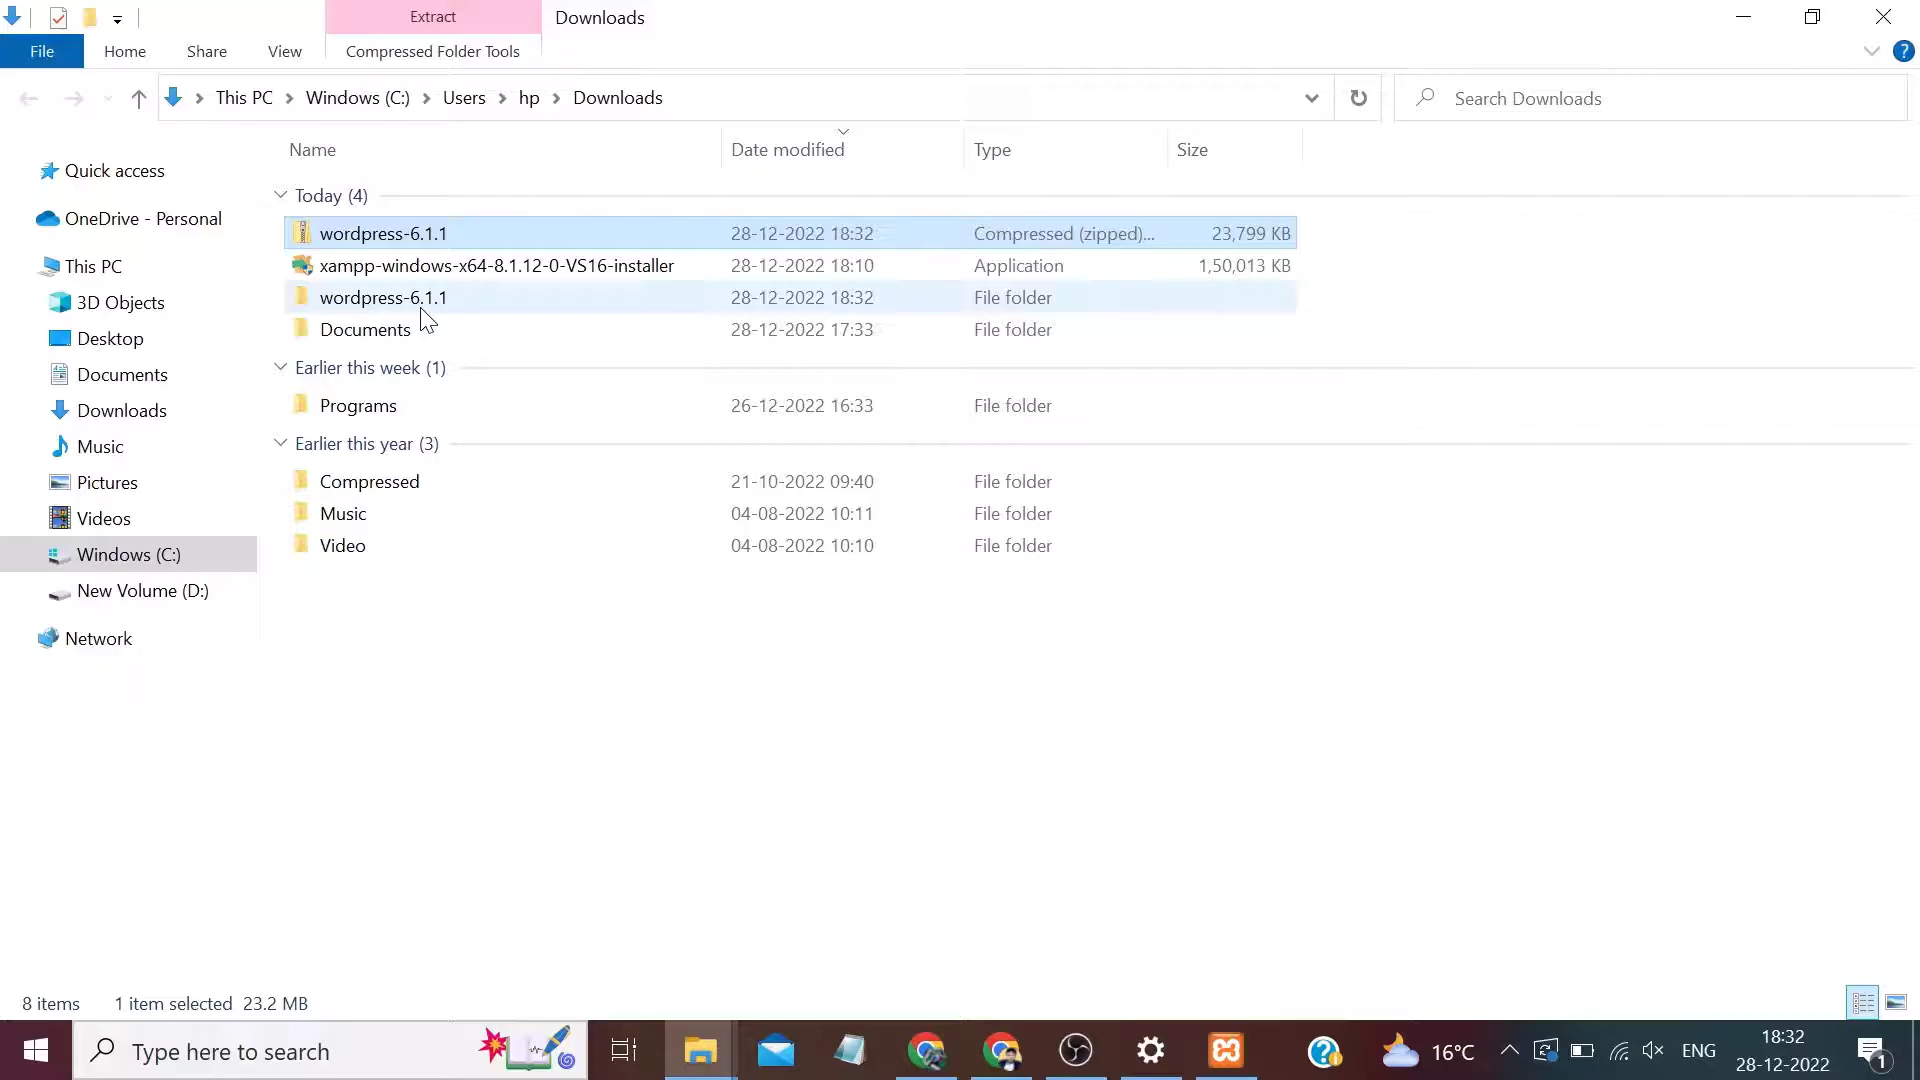 Extract
Downloads
File
Home
Share
View
Compressed Folder Tools
?
This PC
Windows (C:)
Users
hp
Downloads
Search Downloads
Name
Date modified
Type
Size
Quick access
OneDrive - Personal
This PC
3D Objects
Desktop
Documents
Downloads
Music
Pictures
Videos
Windows (C:)
New Volume (D:)
Network
Today (4)
wordpress-6.1.1 28-12-2022 18:32 Compressed (zipped)... 23,799 KB
xampp-windows-x64-8.1.12-0-VS16-installer 28-12-2022 18:10 Application 1,50,013 KB
wordpress-6.1.1 28-12-2022 18:32 File folder
Documents 28-12-2022 17:33 File folder
Earlier this week (1)
Programs 26-12-2022 16:33 File folder
Earlier this year (3)
Compressed 21-10-2022 09:40 File folder
Music 04-08-2022 10:11 File folder
Video 04-08-2022 10:10 File folder
8 items 1 item selected 23.2 MB
Type here to search
16°C
ENG
18:32
28-12-2022
1